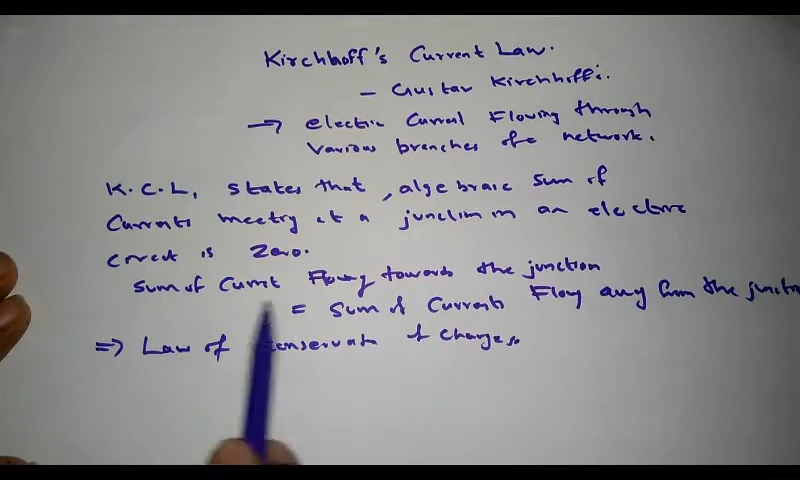 Kirchhoff's Current Law.
- Gustav Kirchhoff.
→ electric Current Flowing through
various branches of a network.
K.C.L, states that, algebraic sum of
Currents meeting at a junction in an electric
circuit is zero.
Sum of Current Flowing towards the junction
= Sum of Currents Flowing away from the junction
⇒ Law of conservation of charges.